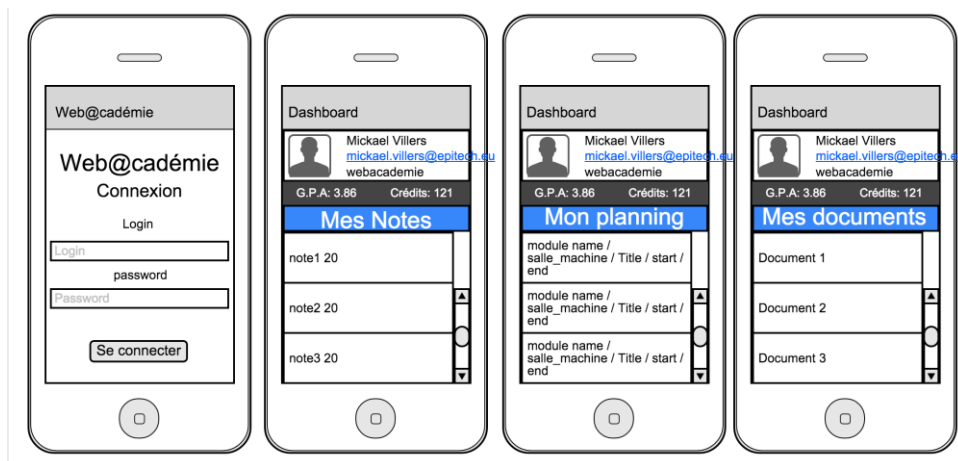 Web@cadémie
Web@cadémie
Connexion
Login
Login
password
Password
Se connecter
Dashboard
Mickael Villers
mickael.villers@epitech.eu
webacademie
G.P.A: 3.86 Crédits: 121
Mes Notes
note1 20
note2 20
note3 20
Dashboard
Mickael Villers
mickael.villers@epitech.eu
webacademie
G.P.A: 3.86 Crédits: 121
Mon planning
module name /
salle_machine / Title / start /
end
module name /
salle_machine / Title / start /
end
module name /
salle_machine / Title / start /
end
Dashboard
Mickael Villers
mickael.villers@epitech.e
webacademie
G.P.A: 3.86 Crédits: 121
Mes documents
Document 1
Document 2
Document 3